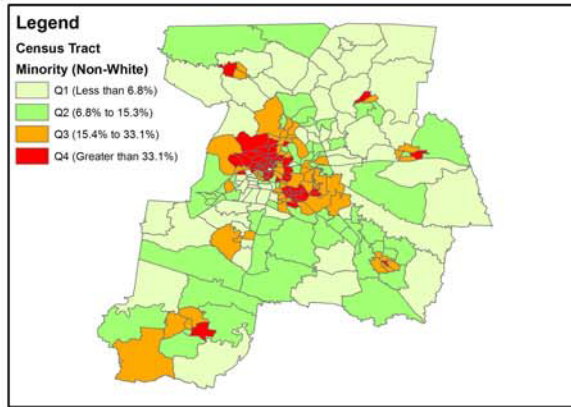 Legend
Census Tract
Minority (Non-White)
Q1 (Less than 6.8%)
Q2 (6.8% to 15.3%)
Q3 (15.4% to 33.1%)
Q4 (Greater than 33.1%)